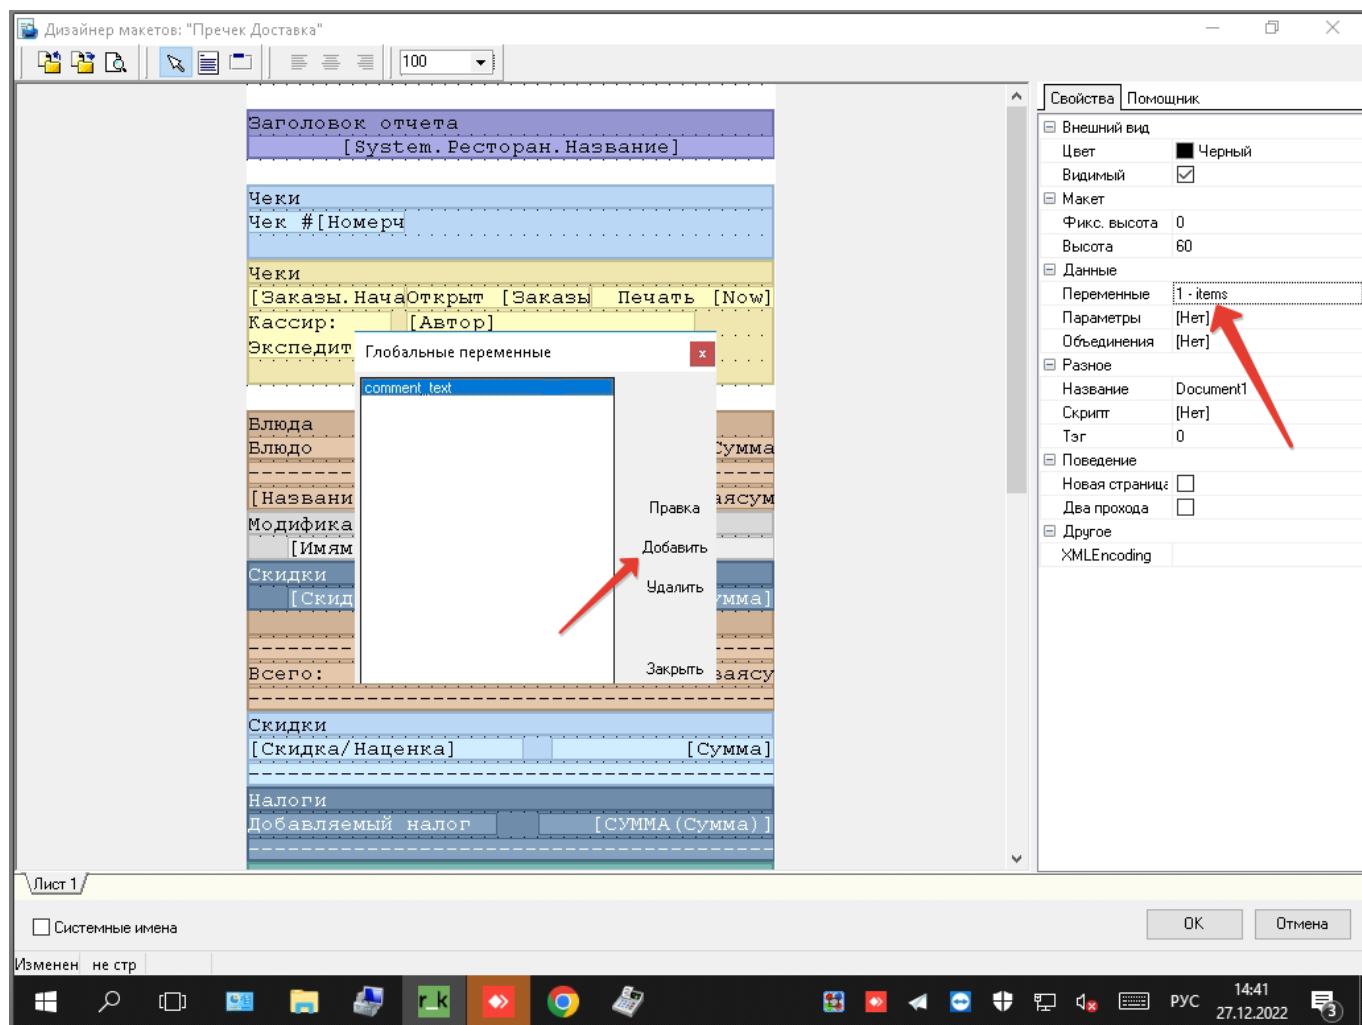 Дизайнер макетов: "Пречек Доставка"
100
Свойства Помощник
Заголовок отчета
[System.Ресторан.Название]
Чеки
Чек #[Номерч
Чеки
[Заказы.Нача Открыт [Заказы Печать [Now]
Кассир: [Автор]
Экспедит
Глобальные переменные
comment_text
Правка
Добавить
Удалить
Закрыть
Блюда
Блюдо Сумма
[Названи аясум
Модифика
[Имям
Скидки
[Скид умма]
Всего: ваясу
Скидки
[Скидка/Наценка] [Сумма]
Налоги
Добавляемый налог [СУММА(Сумма)]
Внешний вид
Цвет Черный
Видимый
Макет
Фикс. высота 0
Высота 60
Данные
Переменные 1 - items
Параметры [Нет]
Объединения [Нет]
Разное
Название Document1
Скрипт [Нет]
Тэг 0
Поведение
Новая страница
Два прохода
Другое
XMLEncoding
Лист 1
Системные имена
OK Отмена
Изменен не стр
r_k
РУС
14:41
27.12.2022
3